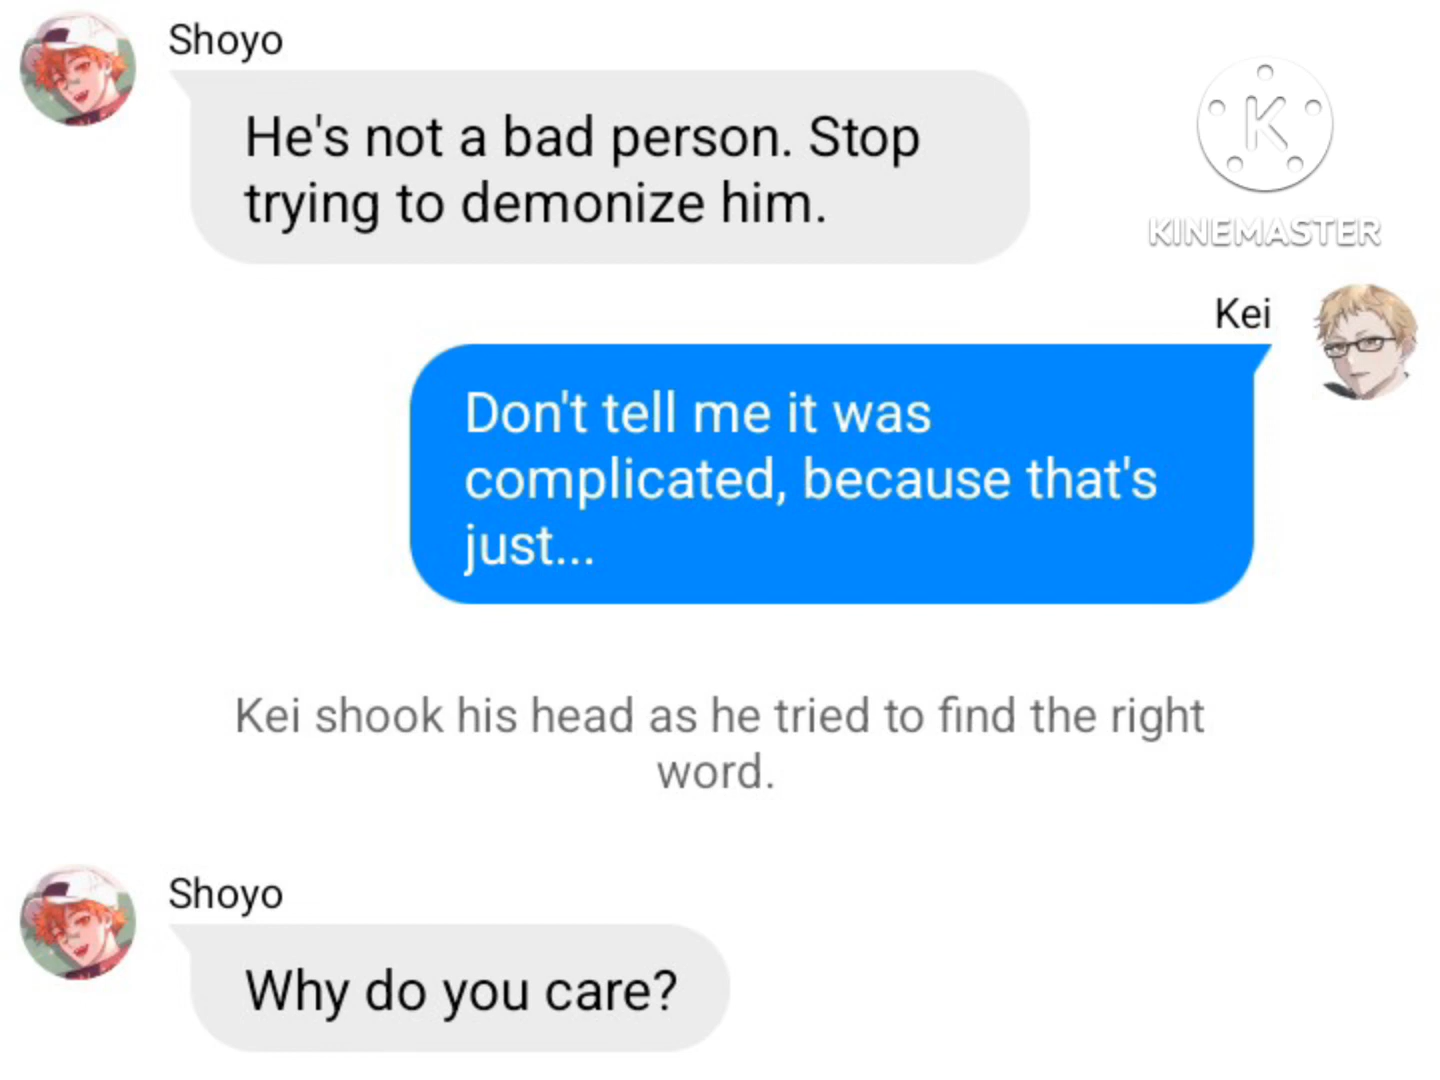 Shoyo
He's not a bad person. Stop
trying to demonize him.
K
KINEMASTER
Kei
Don't tell me it was
complicated, because that's
just...
Kei shook his head as he tried to find the right
word.
Shoyo
Why do you care?